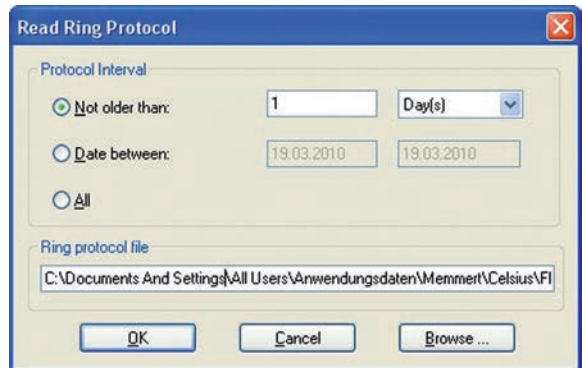 Read Ring Protocol
Protocol Interval
Not older than: 1 Day(s)
Date between: 19.03.2010 19.03.2010
All
Ring protocol file
C:\Documents And Settings\All Users\Anwendungsdaten\Memmert\Celsius\Fl
OK Cancel Browse ...